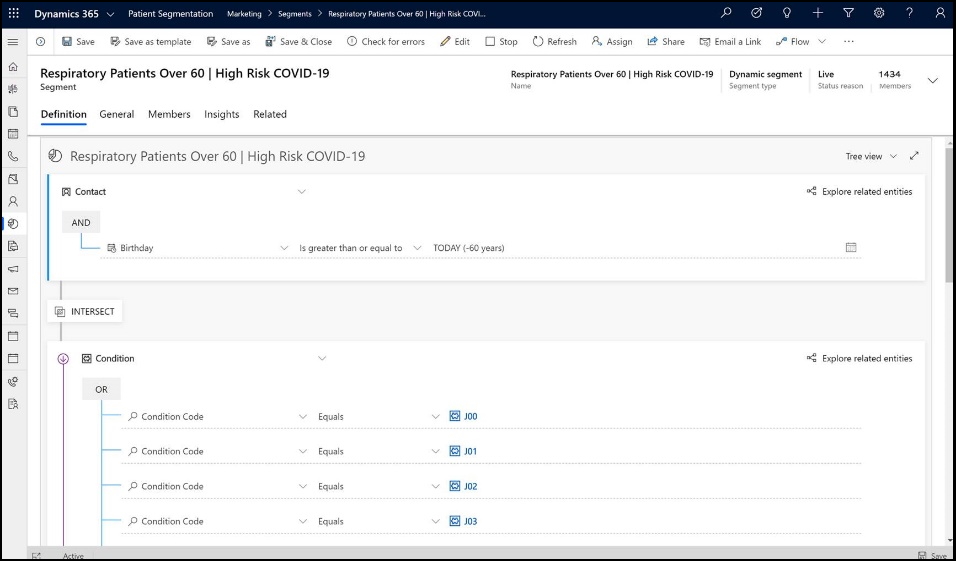 Dynamics 365 Patient Segmentation Marketing > Segments > Respiratory Patients Over 60 | High Risk COVI...
Save Save as template Save as Save & Close Check for errors Edit Stop Refresh Assign Share Email a Link Flow ...
Respiratory Patients Over 60 | High Risk COVID-19
Segment
Respiratory Patients Over 60 | High Risk COVID-19 Dynamic segment Live 1434
Name Segment type Status reason Members
Definition General Members Insights Related
Respiratory Patients Over 60 | High Risk COVID-19 Tree view
Contact Explore related entities
AND
Birthday Is greater than or equal to TODAY (-60 years)
INTERSECT
Condition Explore related entities
OR
Condition Code Equals J00
Condition Code Equals J01
Condition Code Equals J02
Condition Code Equals J03
Active Save